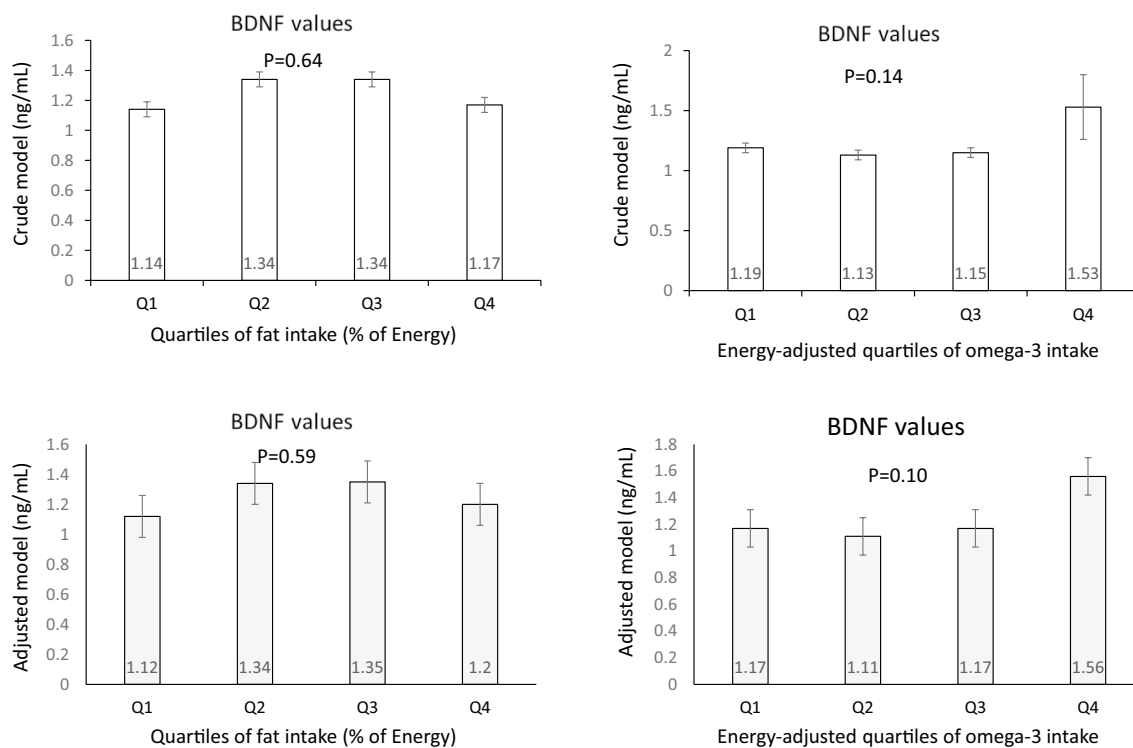 BDNF values
P=0.64
Crude model (ng/mL)
1.6
1.4
1.2
1
0.8
0.6
0.4
0.2
0
1.14
1.34
1.34
1.17
Q1
Q2
Q3
Q4
Quartiles of fat intake (% of Energy)
BDNF values
P=0.14
Crude model (ng/mL)
2
1.5
1
0.5
0
1.19
1.13
1.15
1.53
Q1
Q2
Q3
Q4
Energy-adjusted quartiles of omega-3 intake
BDNF values
P=0.59
Adjusted model (ng/mL)
1.6
1.4
1.2
1
0.8
0.6
0.4
0.2
0
1.12
1.34
1.35
1.2
Q1
Q2
Q3
Q4
Quartiles of fat intake (% of Energy)
BDNF values
P=0.10
Adjusted model (ng/mL)
1.8
1.6
1.4
1.2
1
0.8
0.6
0.4
0.2
0
1.17
1.11
1.17
1.56
Q1
Q2
Q3
Q4
Energy-adjusted quartiles of omega-3 intake